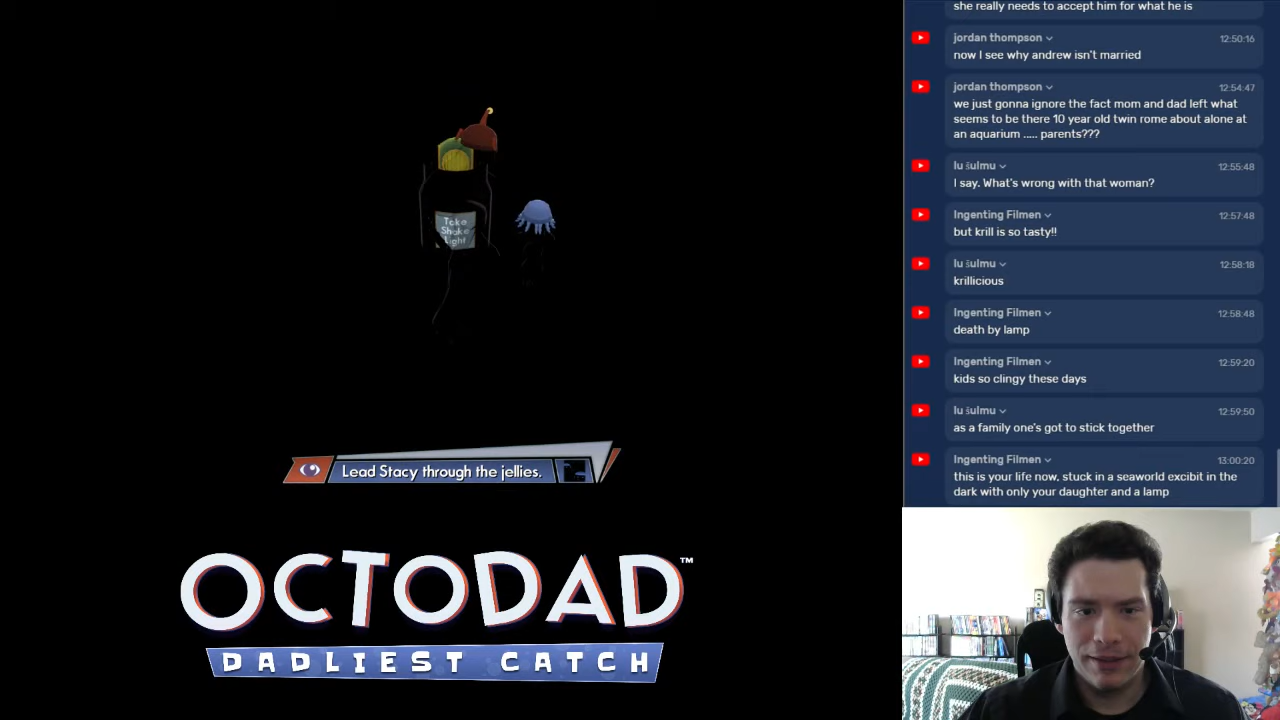 she really needs to accept him for what he is
jordan thompson
12:50:16
now I see why andrew isn't married
jordan thompson
12:54:47
we just gonna ignore the fact mom and dad left what
seems to be there 10 year old twin rome about alone at
an aquarium ..... parents???
lu šulmu
12:55:48
I say. What's wrong with that woman?
Ingenting Filmen
12:57:48
but krill is so tasty!!
lu šulmu
12:58:18
krillicious
Ingenting Filmen
12:58:48
death by lamp
Ingenting Filmen
12:59:20
kids so clingy these days
lu šulmu
12:59:50
as a family one's got to stick together
Ingenting Filmen
13:00:20
this is your life now, stuck in a seaworld excibit in the
dark with only your daughter and a lamp
Take
Shake
Light
Lead Stacy through the jellies.
OCTODAD™
DADLIEST CATCH